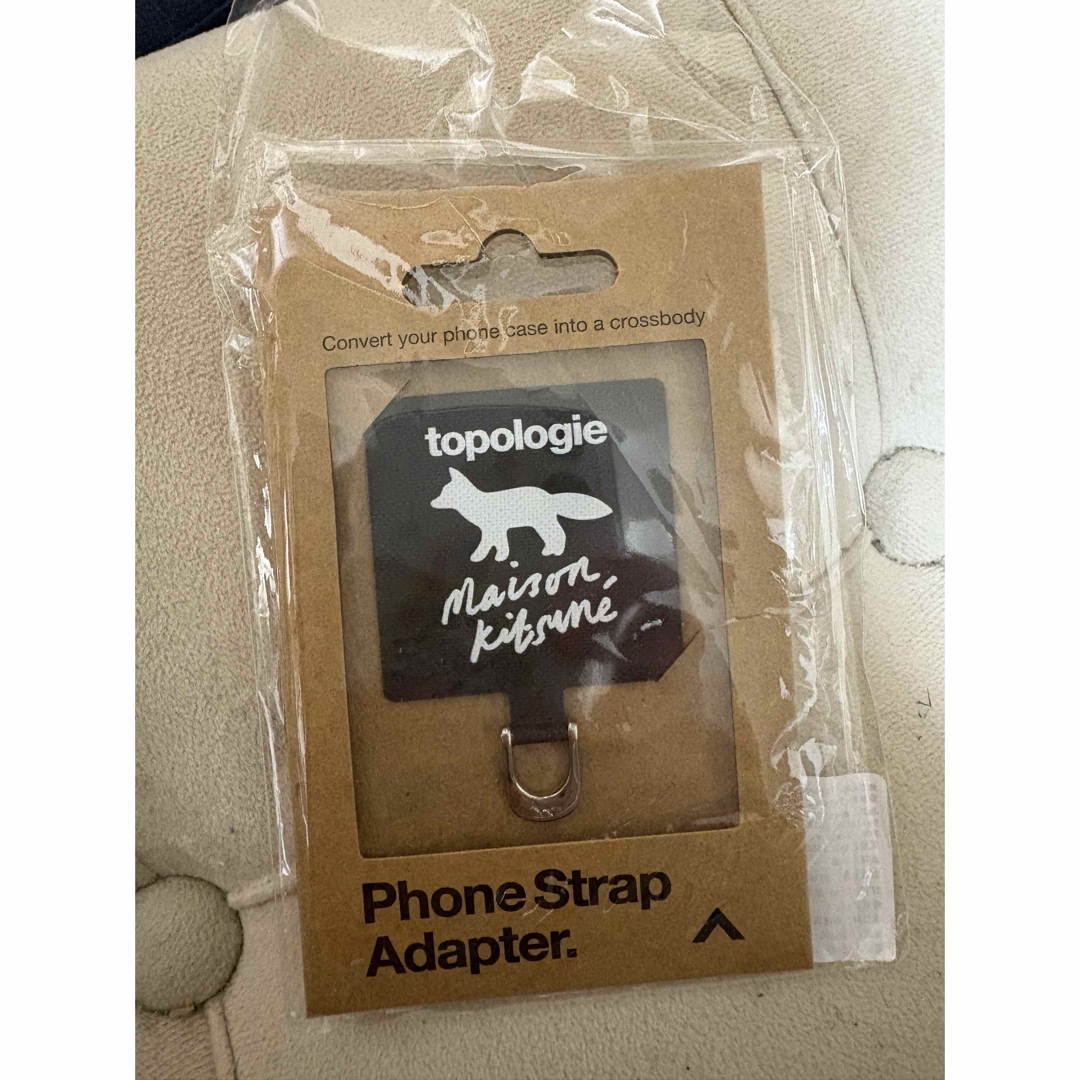 Convert your phone case into a crossbody
topologie
Maison
Kitsuné
Phone Strap
Adapter.